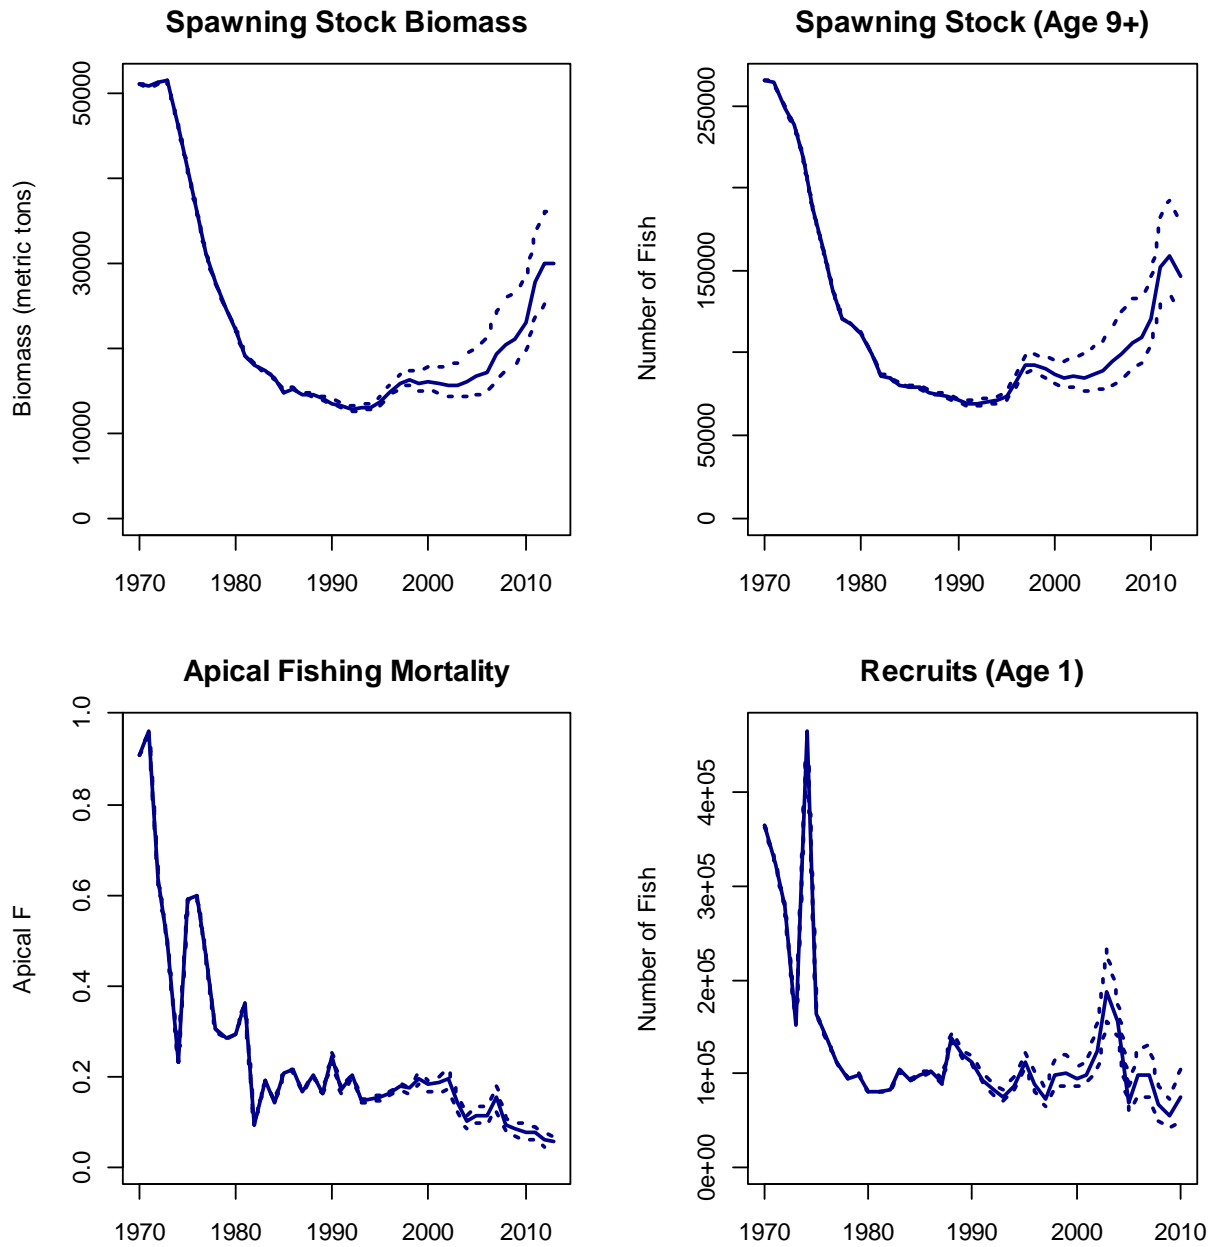 Spawning Stock Biomass
Biomass (metric tons)
50000
30000
10000
0
1970 1980 1990 2000 2010
Spawning Stock (Age 9+)
Number of Fish
250000
150000
50000
0
1970 1980 1990 2000 2010
Apical Fishing Mortality
Apical F
1.0
0.8
0.6
0.4
0.2
0.0
1970 1980 1990 2000 2010
Recruits (Age 1)
Number of Fish
4e+05
3e+05
2e+05
1e+05
0e+00
1970 1980 1990 2000 2010